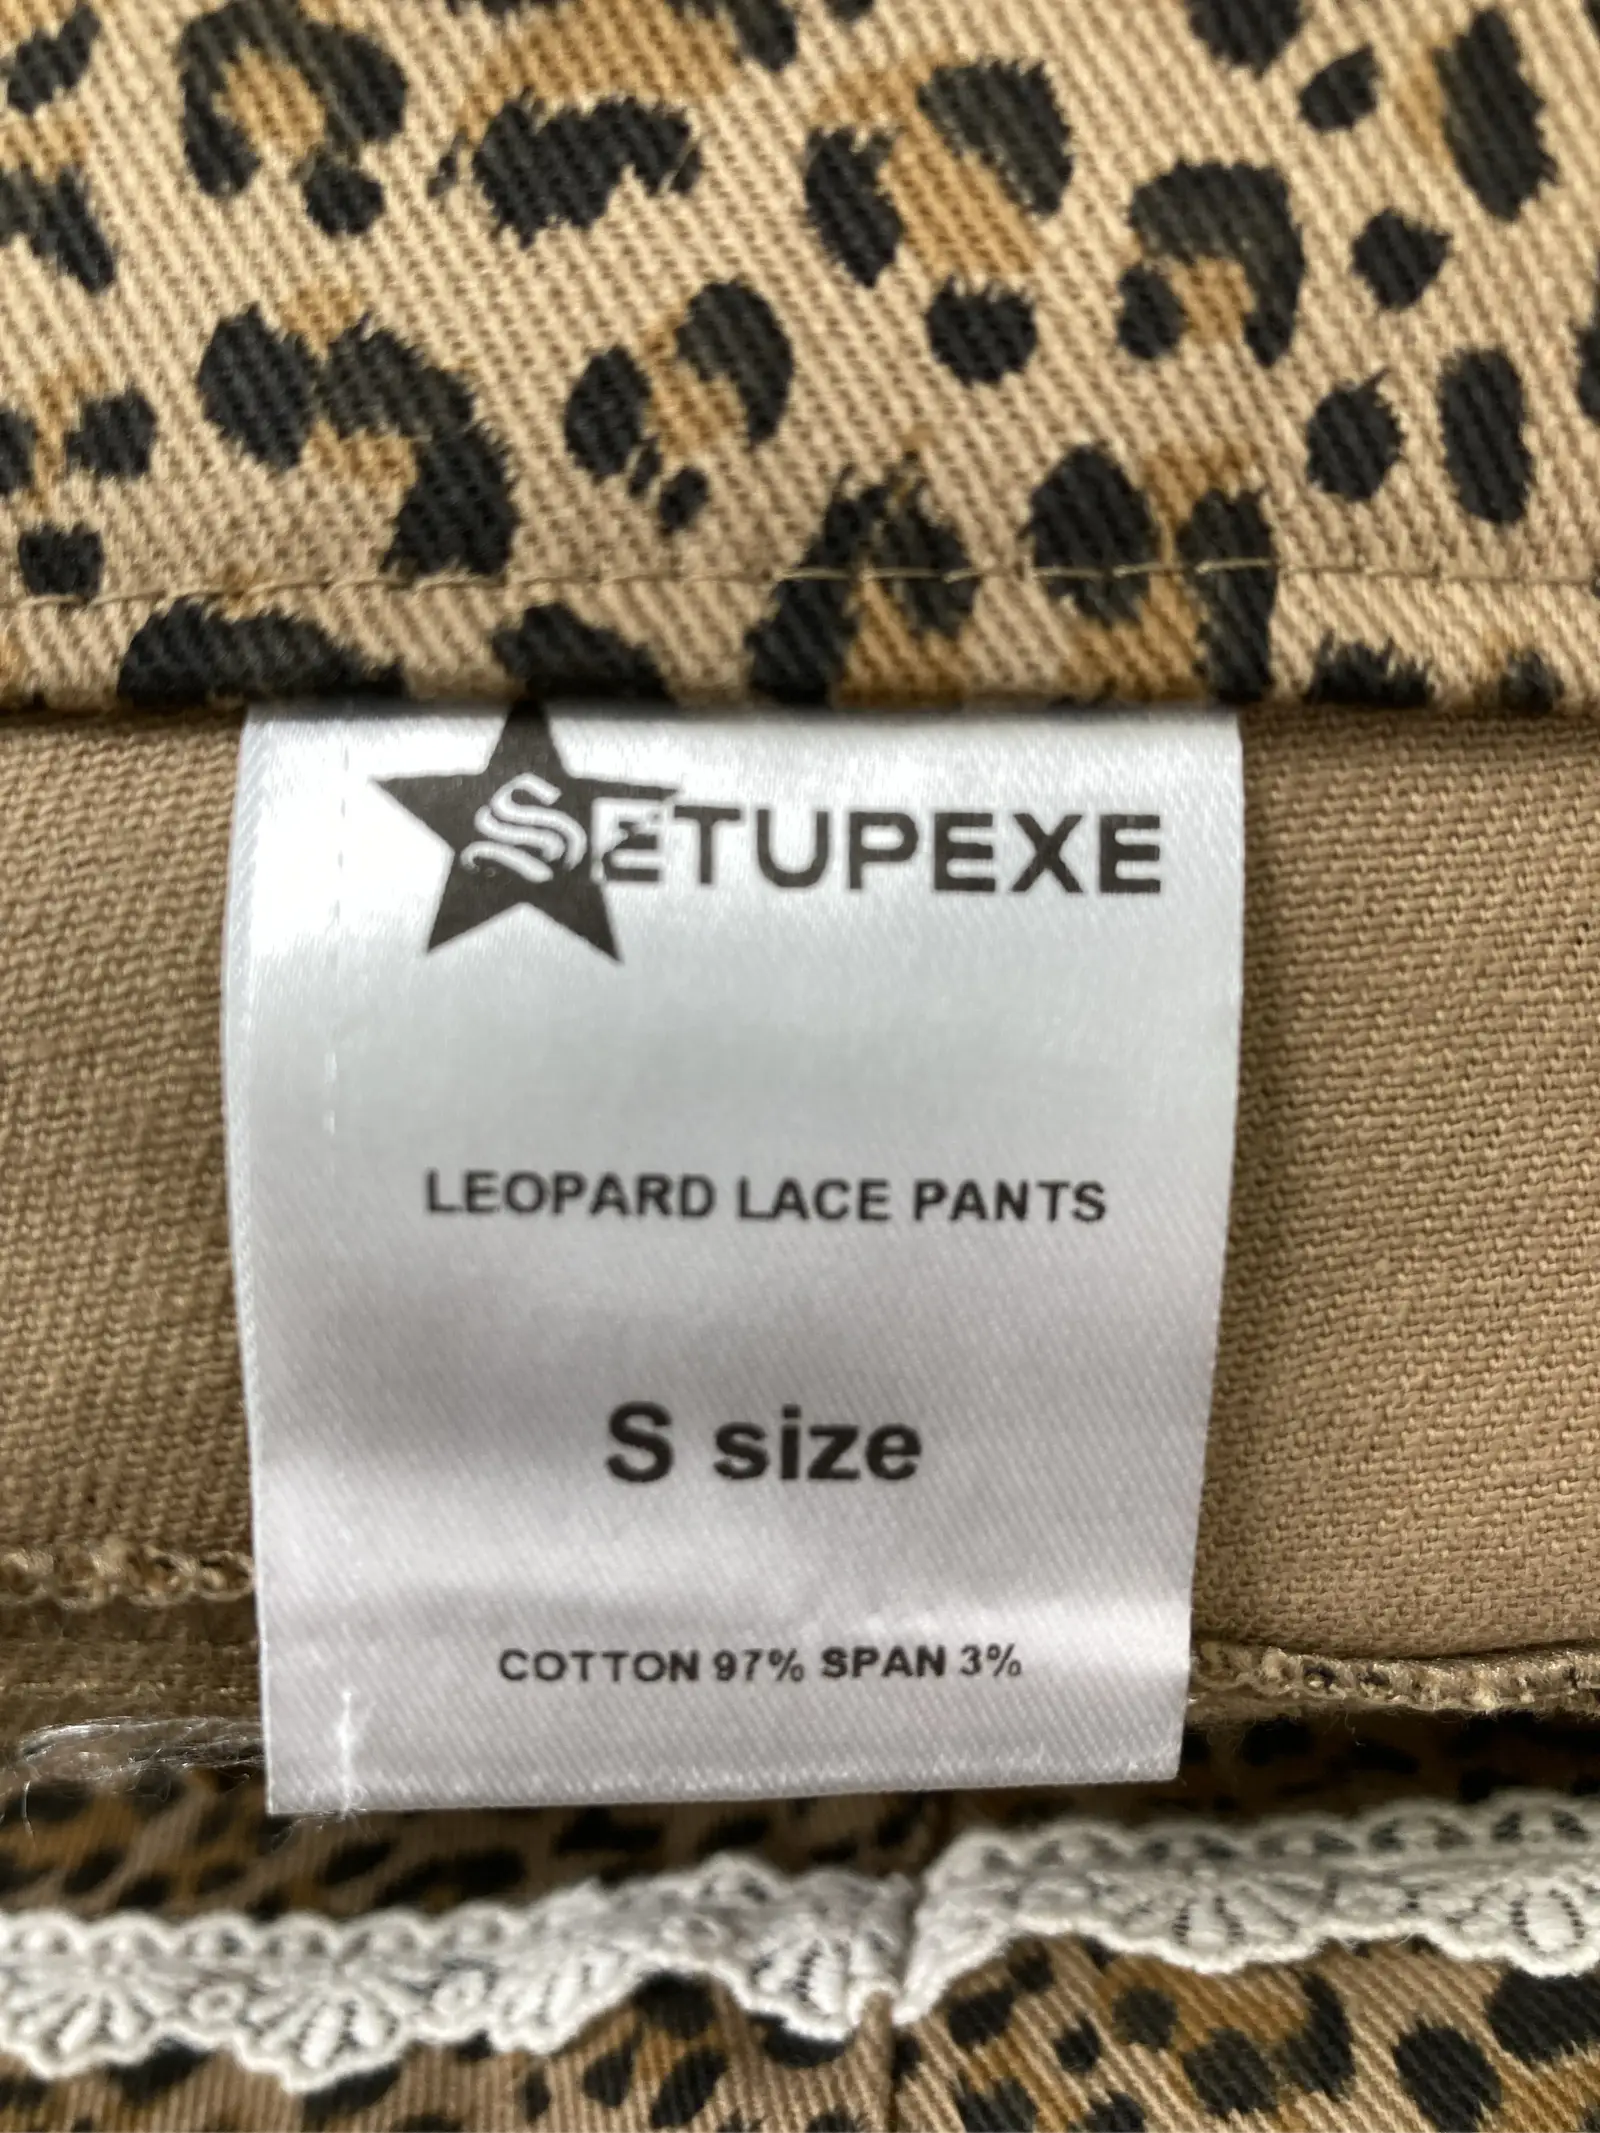 SETUPEXE
LEOPARD LACE PANTS
S size
COTTON 97% SPAN 3%